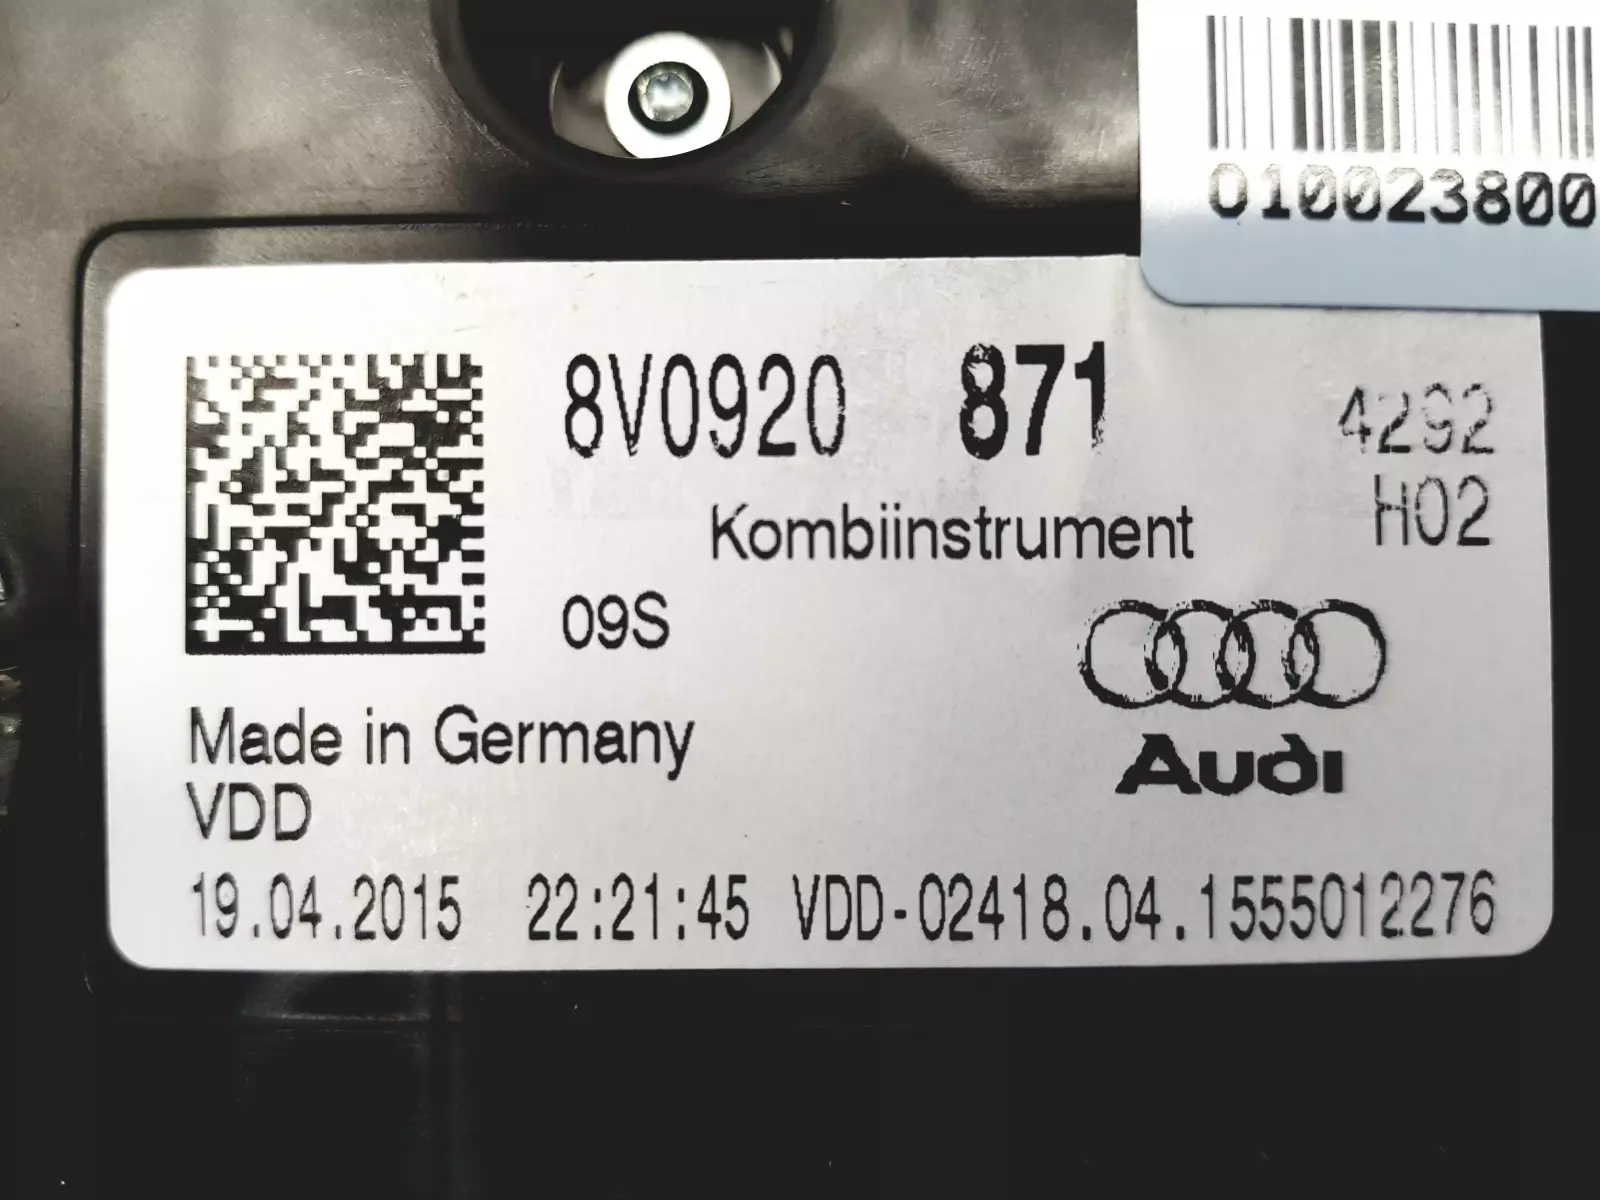 010023800
8V0920 871 4292
H02
Kombiinstrument
09S
Audi
Made in Germany
VDD
19.04.2015 22:21:45 VDD-02418.04.1555012276